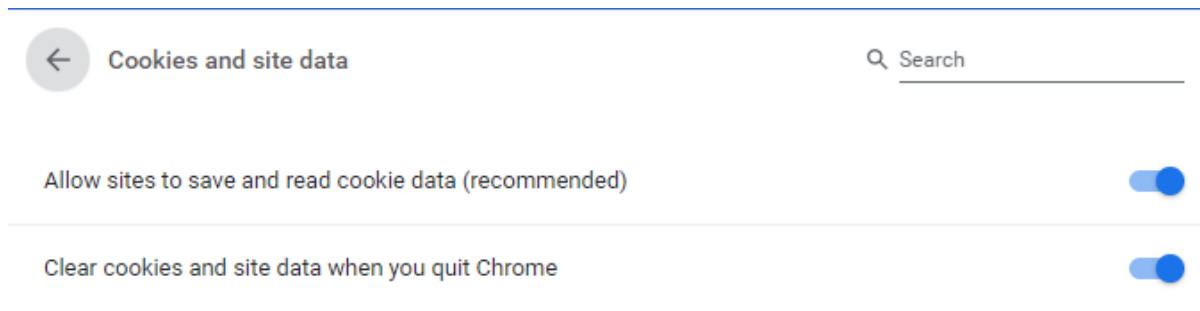 Cookies and site data
Search
Allow sites to save and read cookie data (recommended)
Clear cookies and site data when you quit Chrome